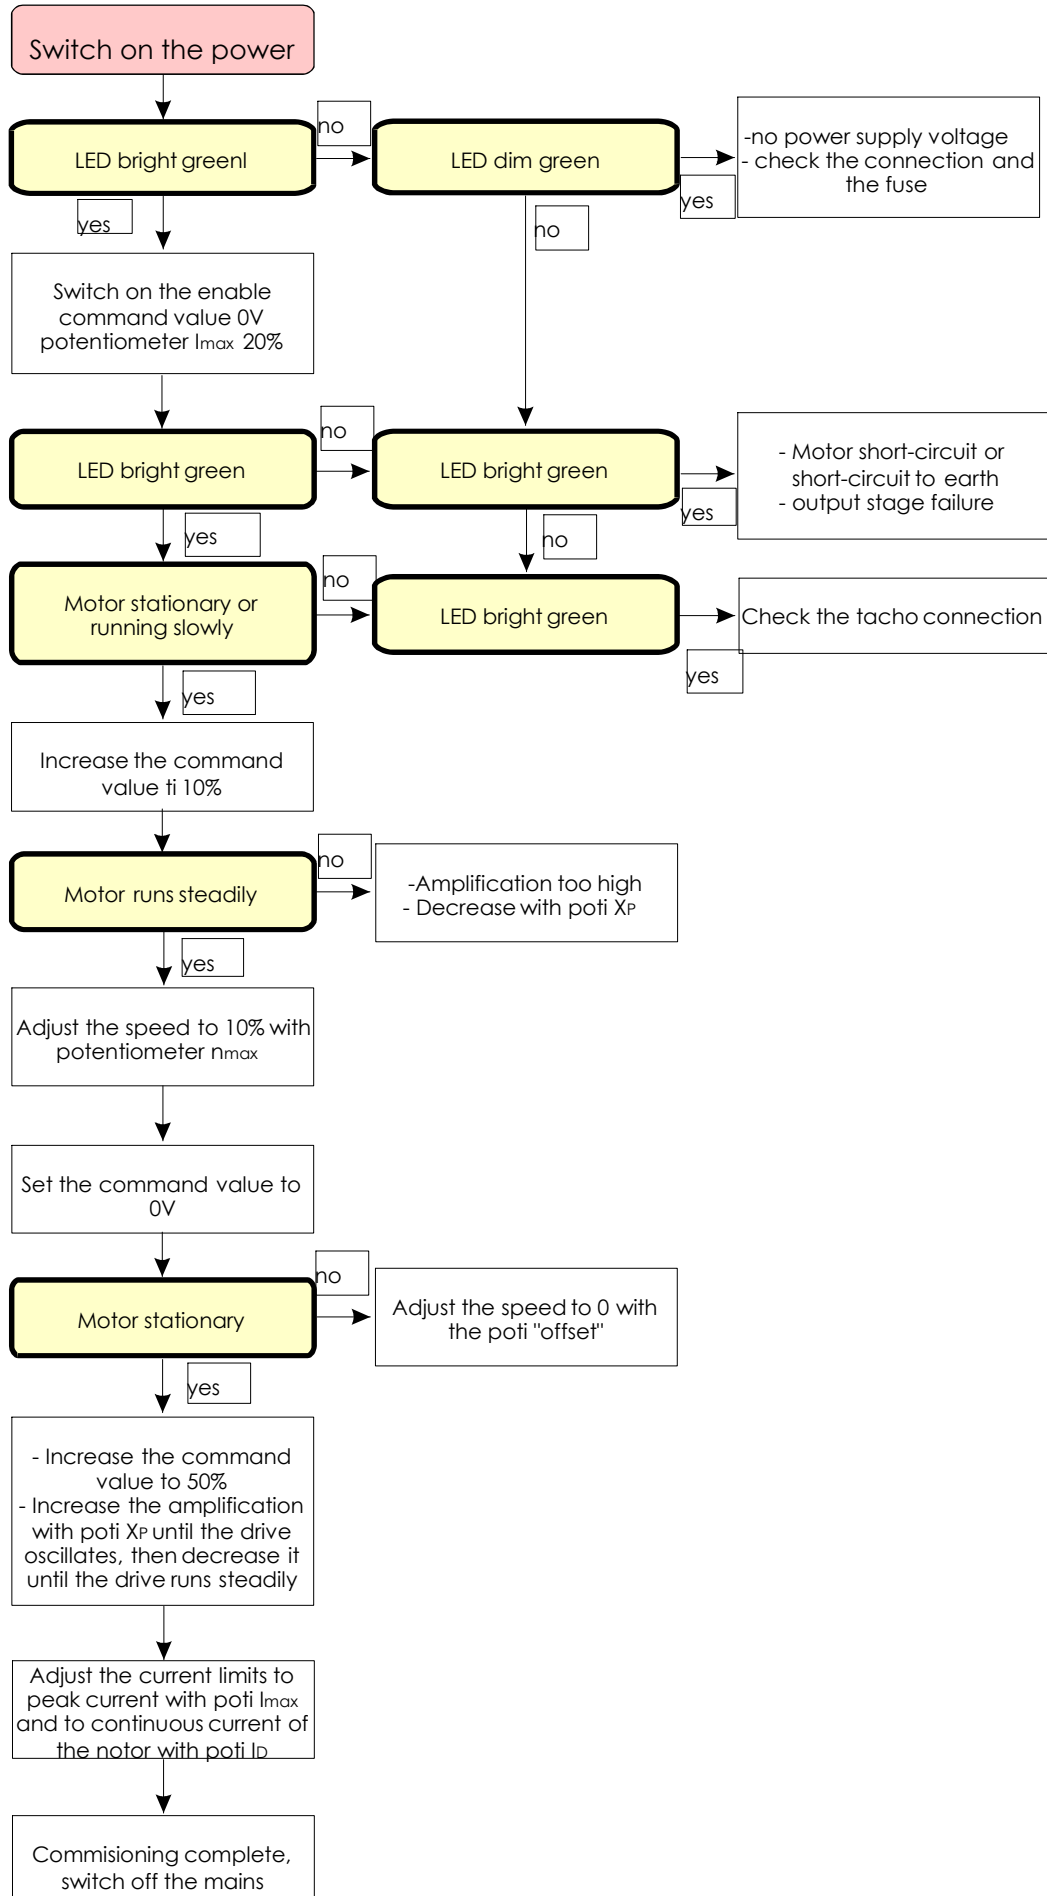 Switch on the power
no
LED bright greenl
LED dim green
-no power supply voltage
- check the connection and
the fuse
yes
yes
no
Switch on the enable
command value 0V
potentiometer Imax 20%
no
LED bright green
LED bright green
- Motor short-circuit or
short-circuit to earth
- output stage failure
yes
yes
no
no
Motor stationary or
running slowly
LED bright green
Check the tacho connection
yes
yes
Increase the command
value ti 10%
no
Motor runs steadily
-Amplification too high
- Decrease with poti XP
yes
Adjust the speed to 10% with
potentiometer nmax
Set the command value to
0V
no
Motor stationary
Adjust the speed to 0 with
the poti "offset"
yes
- Increase the command
value to 50%
- Increase the amplification
with poti XP until the drive
oscillates, then decrease it
until the drive runs steadily
Adjust the current limits to
peak current with poti Imax
and to continuous current of
the notor with poti ID
Commisioning complete,
switch off the mains